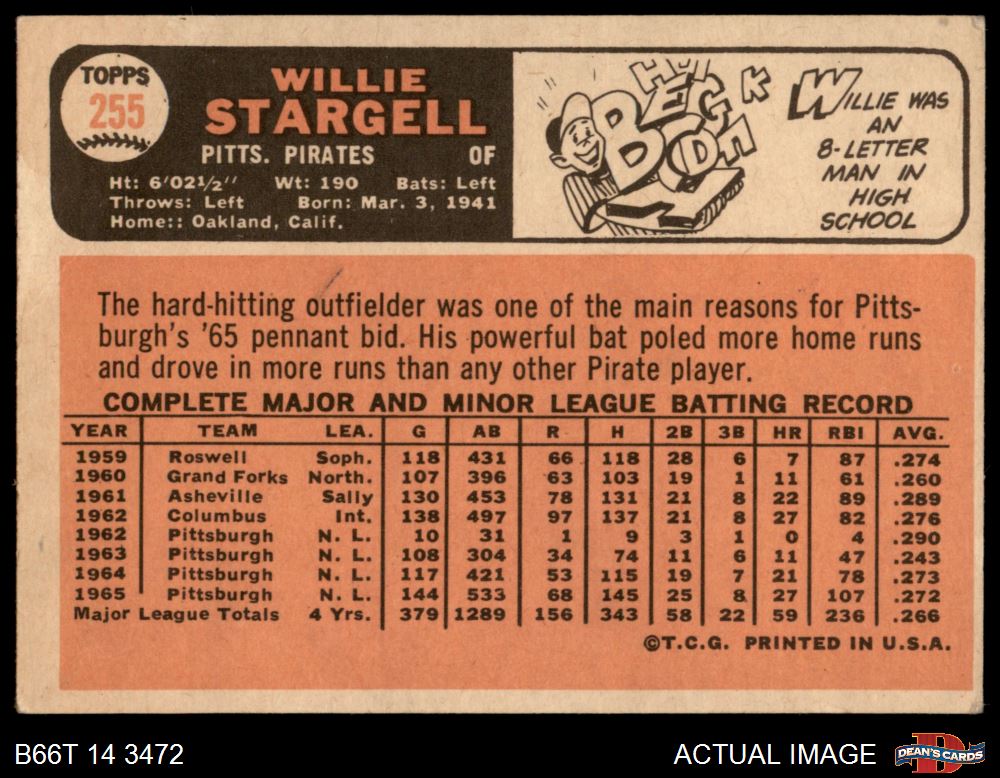 TOPPS
255
WILLIE
STARGELL
PITTS. PIRATES OF
Ht: 6'02½" Wt: 190 Bats: Left
Throws: Left Born: Mar. 3, 1941
Home:: Oakland, Calif.
WILLIE WAS
AN
8-LETTER
MAN IN
HIGH
SCHOOL
The hard-hitting outfielder was one of the main reasons for Pitts-
burgh's '65 pennant bid. His powerful bat poled more home runs
and drove in more runs than any other Pirate player.
COMPLETE MAJOR AND MINOR LEAGUE BATTING RECORD
YEAR TEAM LEA. G AB R H 2B 3B HR RBI AVG.
1959 Roswell Soph. 118 431 66 118 28 6 7 87 .274
1960 Grand Forks North. 107 396 63 103 19 1 11 61 .260
1961 Asheville Sally 130 453 78 131 21 8 22 89 .289
1962 Columbus Int. 138 497 97 137 21 8 27 82 .276
1962 Pittsburgh N. L. 10 31 1 9 3 1 0 4 .290
1963 Pittsburgh N. L. 108 304 34 74 11 6 11 47 .243
1964 Pittsburgh N. L. 117 421 53 115 19 7 21 78 .273
1965 Pittsburgh N. L. 144 533 68 145 25 8 27 107 .272
Major League Totals 4 Yrs. 379 1289 156 343 58 22 59 236 .266
©T.C.G. PRINTED IN U.S.A.
B66T 14 3472
ACTUAL IMAGE
DEAN'S CARDS